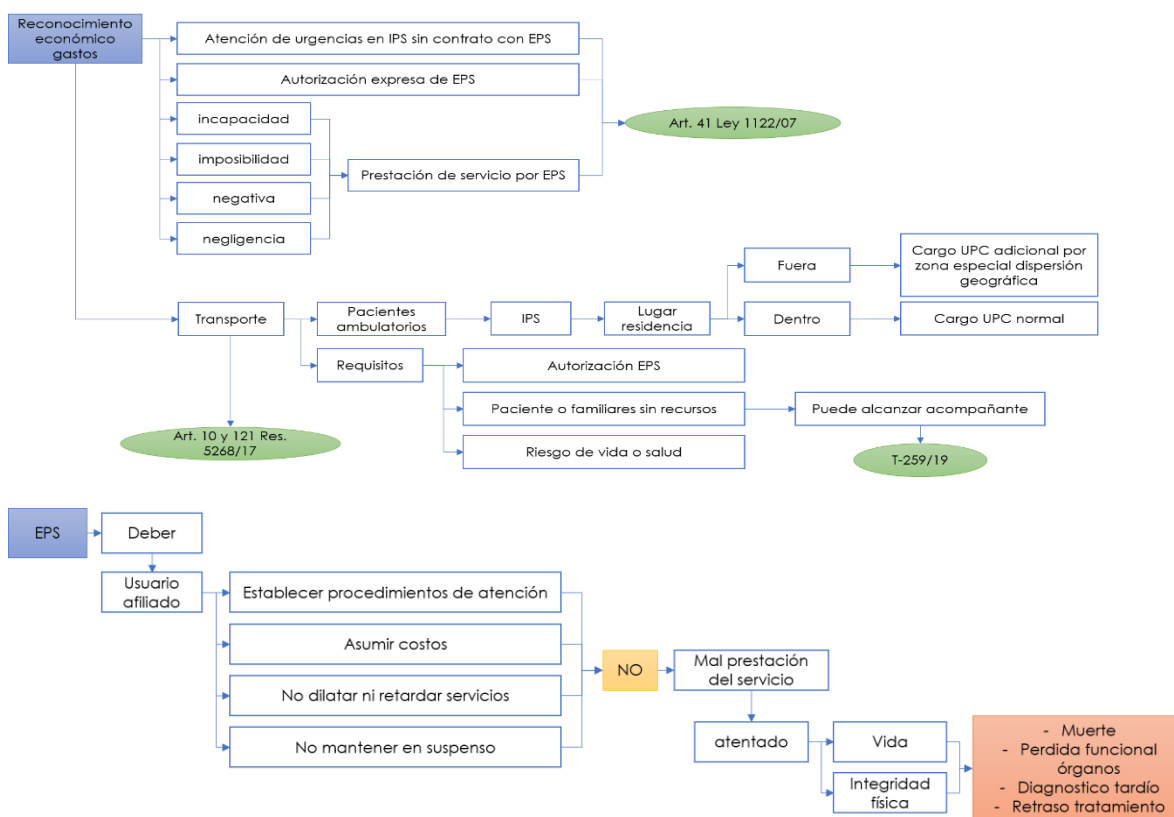 Reconocimiento
económico
gastos
Atención de urgencias en IPS sin contrato con EPS
Autorización expresa de EPS
incapacidad
imposibilidad
negativa
negligencia
Prestación de servicio por EPS
Art. 41 Ley 1122/07
Transporte
Pacientes
ambulatorios
IPS
Lugar
residencia
Fuera
Cargo UPC adicional por
zona especial dispersión
geográfica
Dentro
Cargo UPC normal
Requisitos
Autorización EPS
Paciente o familiares sin recursos
Puede alcanzar acompañante
Riesgo de vida o salud
T-259/19
Art. 10 y 121 Res.
5268/17
EPS
Deber
Usuario
afiliado
Establecer procedimientos de atención
Asumir costos
No dilatar ni retardar servicios
No mantener en suspenso
NO
Mal prestación
del servicio
atentado
Vida
Integridad
física
- Muerte
- Perdida funcional
órganos
- Diagnostico tardío
- Retraso tratamiento